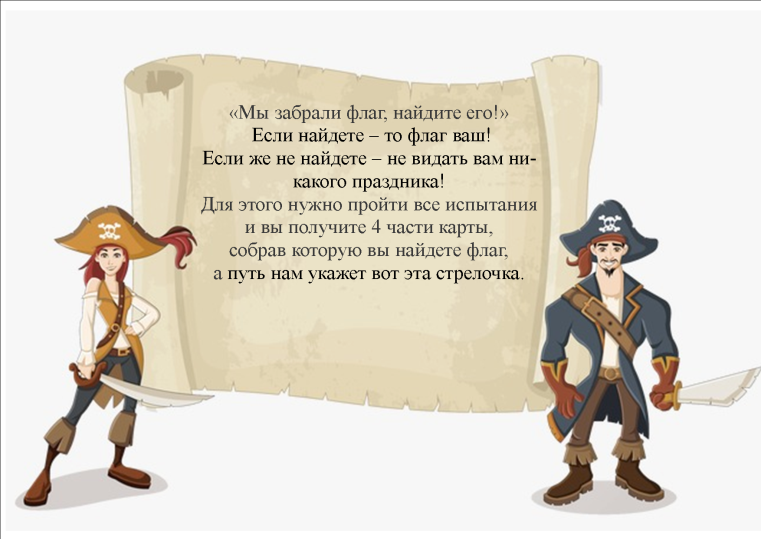 «Мы забрали флаг, найдите его!»
Если найдете – то флаг ваш!
Если же не найдете – не видать вам ни-
какого праздника!
Для этого нужно пройти все испытания
и вы получите 4 части карты,
собрав которую вы найдете флаг,
а путь нам укажет вот эта стрелочка.